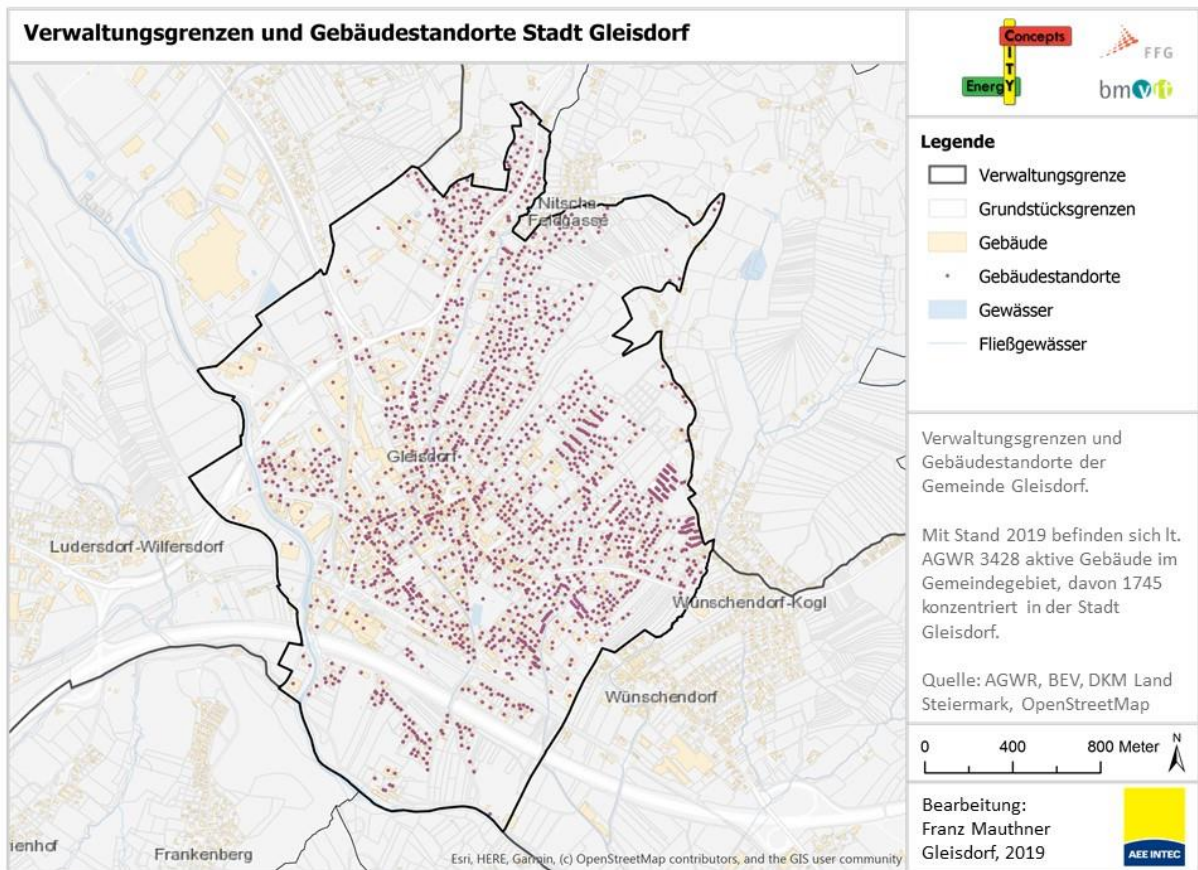 Verwaltungsgrenzen und Gebäudestandorte Stadt Gleisdorf
Raab
Nitscha
Feldgasse
Gleisdorf
Ludersdorf-Wilfersdorf
Wünschendorf-Kogl
Wünschendorf
ienhof
Frankenberg
Esri, HERE, Garmin, (c) OpenStreetMap contributors, and the GIS user community
Concepts
ITY
Energy
FFG
bmvit
Legende
Verwaltungsgrenze
Grundstücksgrenzen
Gebäude
Gebäudestandorte
Gewässer
Fließgewässer
Verwaltungsgrenzen und
Gebäudestandorte der
Gemeinde Gleisdorf.
Mit Stand 2019 befinden sich lt.
AGWR 3428 aktive Gebäude im
Gemeindegebiet, davon 1745
konzentriert in der Stadt
Gleisdorf.
Quelle: AGWR, BEV, DKM Land
Steiermark, OpenStreetMap
0 400 800 Meter N
Bearbeitung:
Franz Mauthner
Gleisdorf, 2019
AEE INTEC